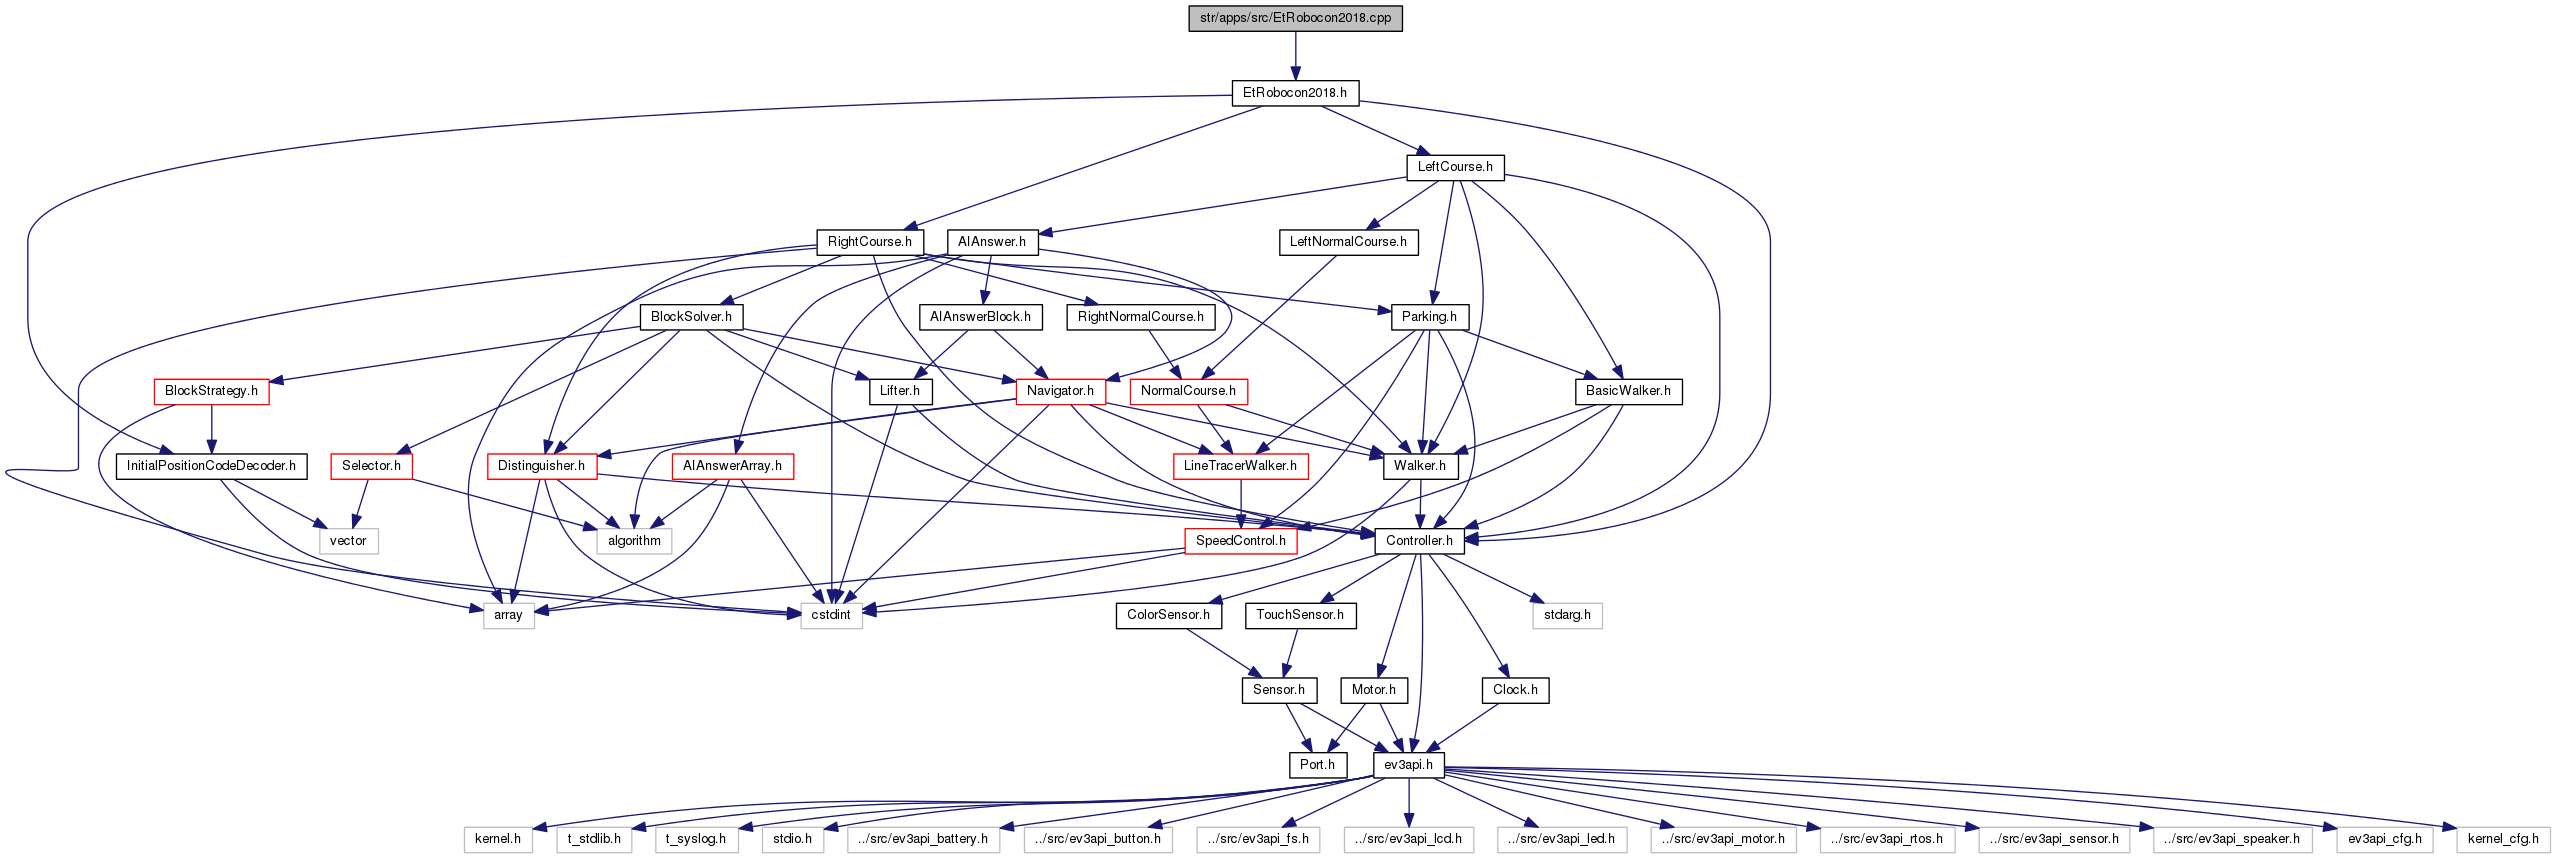 str/apps/src/EtRobocon2018.cpp
EtRobocon2018.h
LeftCourse.h
RightCourse.h
AIAnswer.h
LeftNormalCourse.h
BlockSolver.h
AIAnswerBlock.h
RightNormalCourse.h
Parking.h
BlockStrategy.h
Lifter.h
Navigator.h
NormalCourse.h
BasicWalker.h
InitialPositionCodeDecoder.h
Selector.h
Distinguisher.h
AIAnswerArray.h
LineTracerWalker.h
Walker.h
vector
algorithm
SpeedControl.h
Controller.h
array
cstdint
ColorSensor.h
TouchSensor.h
stdarg.h
Sensor.h
Motor.h
Clock.h
Port.h
ev3api.h
kernel.h
t_stdlib.h
t_syslog.h
stdio.h
../src/ev3api_battery.h
../src/ev3api_button.h
../src/ev3api_fs.h
../src/ev3api_lcd.h
../src/ev3api_led.h
../src/ev3api_motor.h
../src/ev3api_rtos.h
../src/ev3api_sensor.h
../src/ev3api_speaker.h
ev3api_cfg.h
kernel_cfg.h